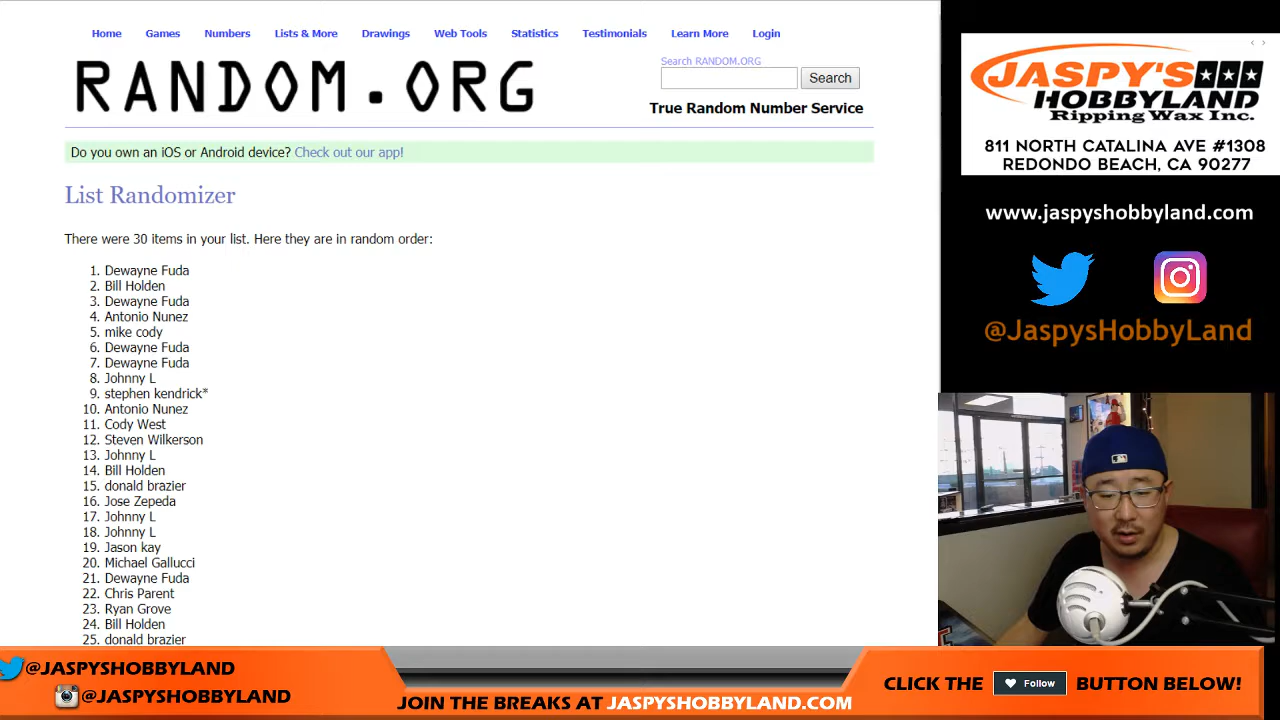 Home Games Numbers Lists & More Drawings Web Tools Statistics Testimonials Learn More Login
RANDOM.ORG
Search RANDOM.ORG
Search
True Random Number Service
Do you own an iOS or Android device? Check out our app!
List Randomizer
There were 30 items in your list. Here they are in random order:
1. Dewayne Fuda
2. Bill Holden
3. Dewayne Fuda
4. Antonio Nunez
5. mike cody
6. Dewayne Fuda
7. Dewayne Fuda
8. Johnny L
9. stephen kendrick*
10. Antonio Nunez
11. Cody West
12. Steven Wilkerson
13. Johnny L
14. Bill Holden
15. donald brazier
16. Jose Zepeda
17. Johnny L
18. Johnny L
19. Jason kay
20. Michael Gallucci
21. Dewayne Fuda
22. Chris Parent
23. Ryan Grove
24. Bill Holden
25. donald brazier
JASPY'S
HOBBYLAND
Ripping Wax Inc.
811 NORTH CATALINA AVE #1308
REDONDO BEACH, CA 90277
www.jaspyshobbyland.com
@JaspysHobbyLand
@JASPYSHOBBYLAND
@JASPYSHOBBYLAND
JOIN THE BREAKS AT JASPYSHOBBYLAND.COM
CLICK THE Follow BUTTON BELOW!